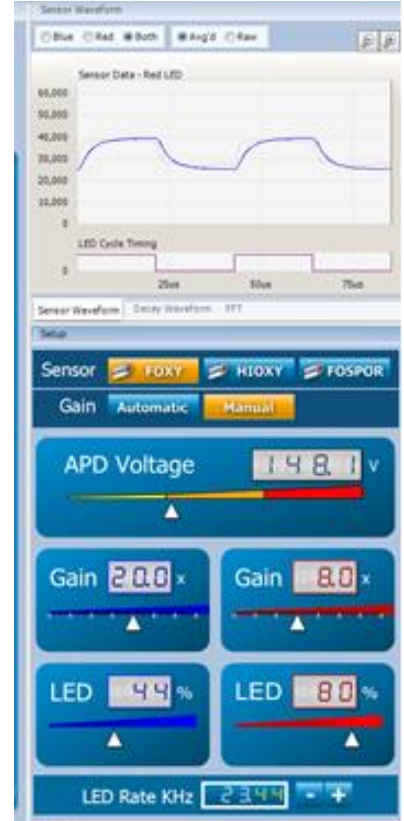 Sensor Waveform
Blue Red Both Avg'd Raw
Sensor Data - Red LED
60,000
50,000
40,000
30,000
20,000
10,000
0
LED Cycle Timing
0
25us 50us 75us
Sensor Waveform Decay Waveform FFT
Setup
Sensor FOXY HIOXY FOSPOR
Gain Automatic Manual
APD Voltage 148.1 V
Gain 20.0 x Gain 8.0 x
LED 44 % LED 80 %
LED Rate KHz 23.44 - +